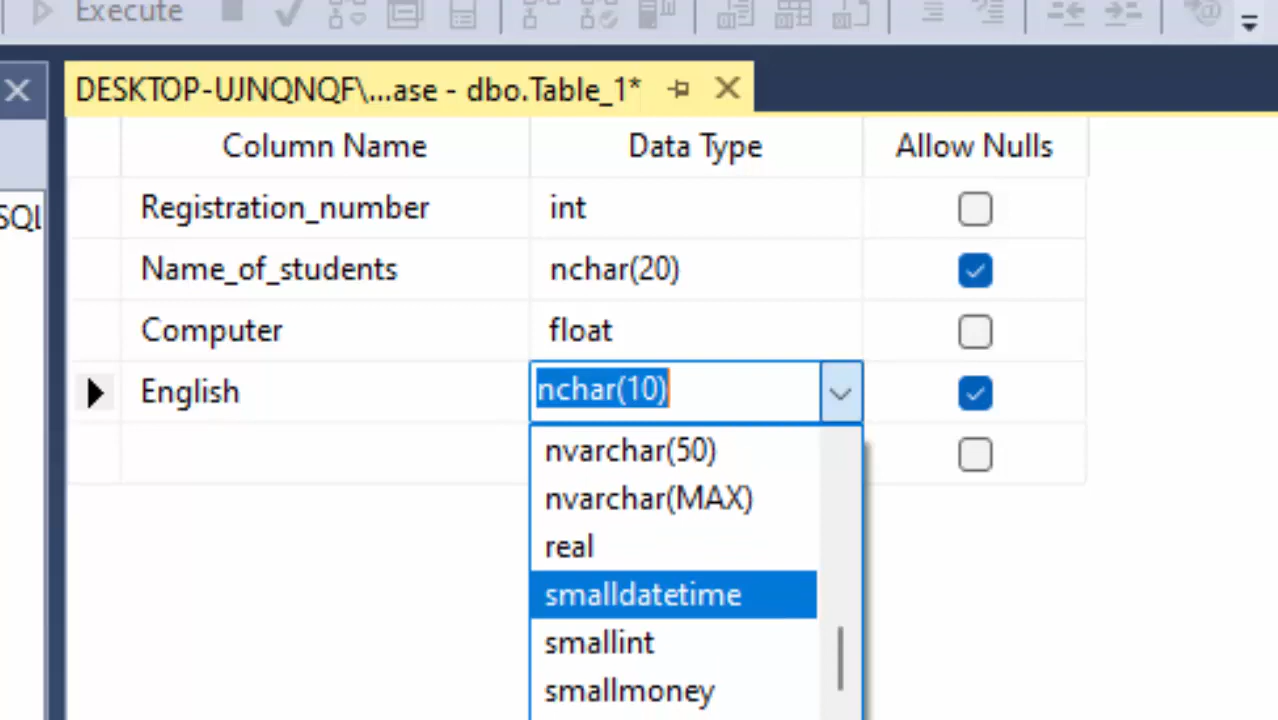 Execute
DESKTOP-UJNQNQF\...ase - dbo.Table_1*
SQL
Column Name Data Type Allow Nulls
Registration_number int
Name_of_students nchar(20)
Computer float
English nchar(10)
nvarchar(50)
nvarchar(MAX)
real
smalldatetime
smallint
smallmoney